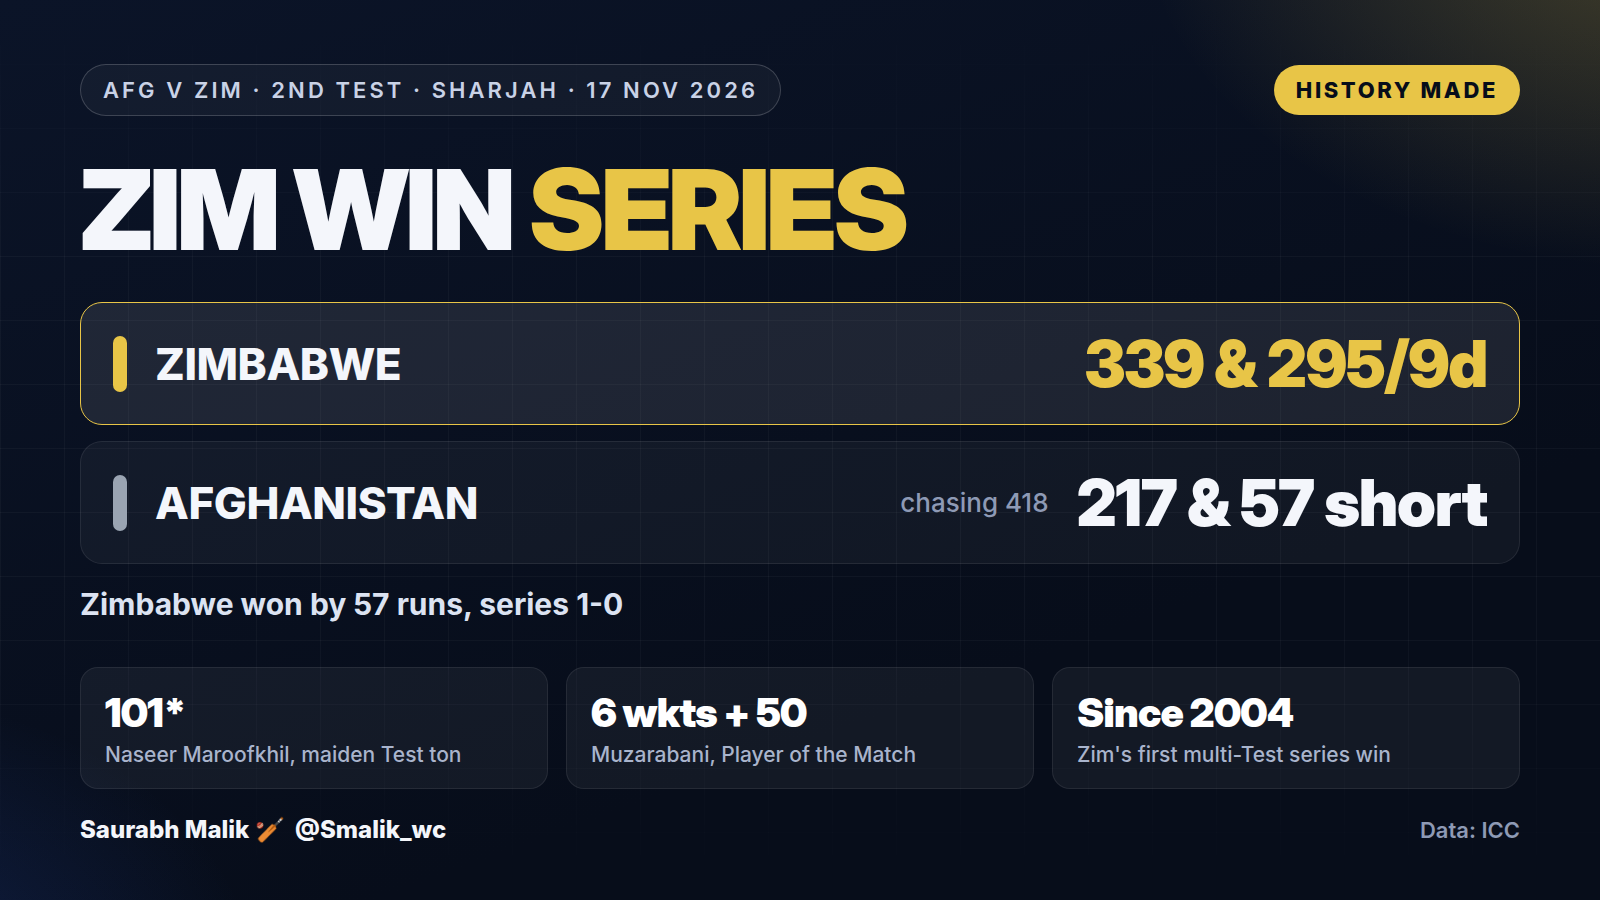 AFG V ZIM · 2ND TEST · SHARJAH · 17 NOV 2026
HISTORY MADE
ZIM WIN SERIES
ZIMBABWE
339 & 295/9d
AFGHANISTAN
chasing 418
217 & 57 short
Zimbabwe won by 57 runs, series 1-0
101*
Naseer Maroofkhil, maiden Test ton
6 wkts + 50
Muzarabani, Player of the Match
Since 2004
Zim's first multi-Test series win
Saurabh Malik 🏏 @Smalik_wc
Data: ICC